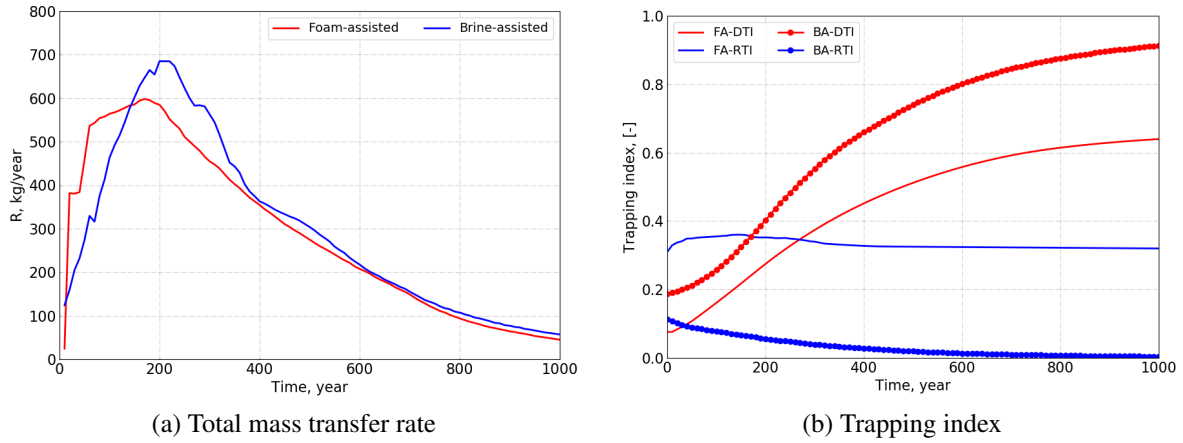 Foam-assisted Brine-assisted
800
700
600
500
400
300
200
100
0
R, kg/year
0 200 400 600 800 1000
Time, year
(a) Total mass transfer rate
FA-DTI BA-DTI
FA-RTI BA-RTI
1.0
0.8
0.6
0.4
0.2
0.0
Trapping index, [-]
0 200 400 600 800 1000
Time, year
(b) Trapping index